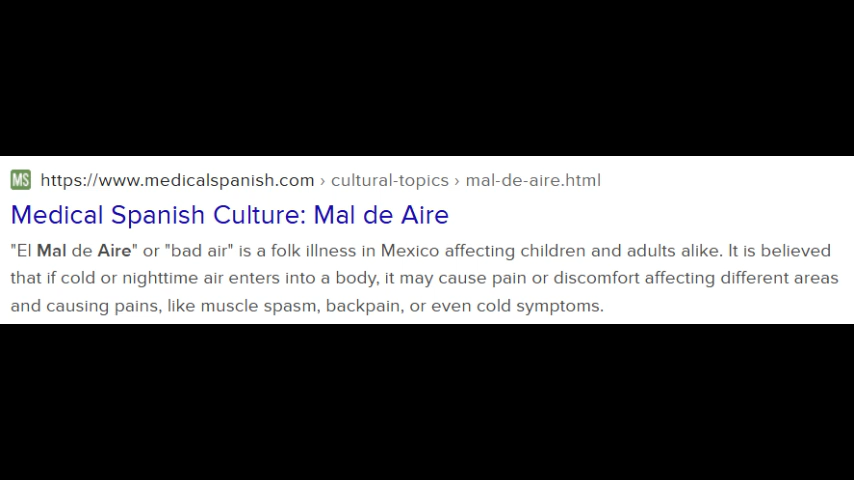 MS https://www.medicalspanish.com › cultural-topics › mal-de-aire.html
Medical Spanish Culture: Mal de Aire
"El Mal de Aire" or "bad air" is a folk illness in Mexico affecting children and adults alike. It is believed
that if cold or nighttime air enters into a body, it may cause pain or discomfort affecting different areas
and causing pains, like muscle spasm, backpain, or even cold symptoms.